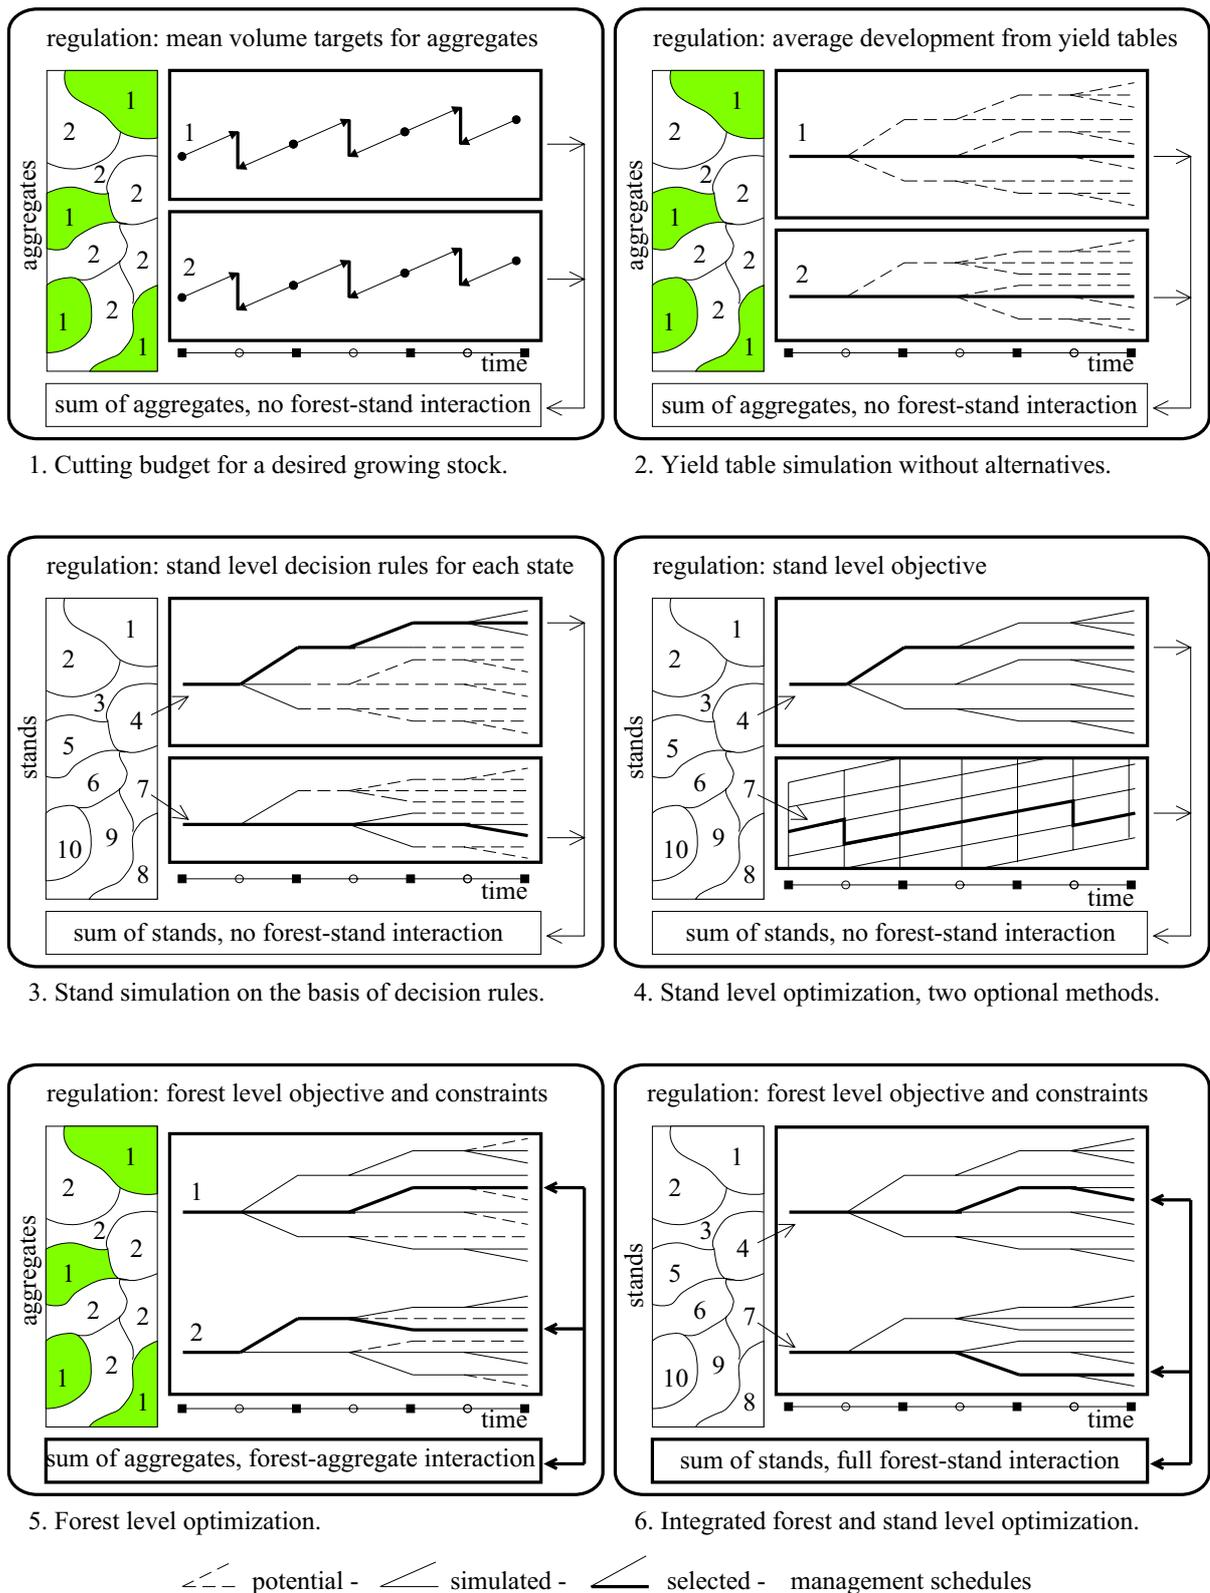 regulation: mean volume targets for aggregates
aggregates
1
2
2
2
1
2
2
1
2
1
1
2
time
sum of aggregates, no forest-stand interaction
1. Cutting budget for a desired growing stock.
regulation: average development from yield tables
aggregates
1
2
2
2
1
2
2
1
2
1
1
2
time
sum of aggregates, no forest-stand interaction
2. Yield table simulation without alternatives.
regulation: stand level decision rules for each state
stands
1
2
3
4
5
6
7
10
9
8
time
sum of stands, no forest-stand interaction
3. Stand simulation on the basis of decision rules.
regulation: stand level objective
stands
1
2
3
4
5
6
7
10
9
8
time
sum of stands, no forest-stand interaction
4. Stand level optimization, two optional methods.
regulation: forest level objective and constraints
aggregates
1
2
2
2
1
2
2
1
2
1
1
2
time
sum of aggregates, forest-aggregate interaction
5. Forest level optimization.
regulation: forest level objective and constraints
stands
1
2
3
4
5
6
7
10
9
8
time
sum of stands, full forest-stand interaction
6. Integrated forest and stand level optimization.
potential - simulated - selected - management schedules